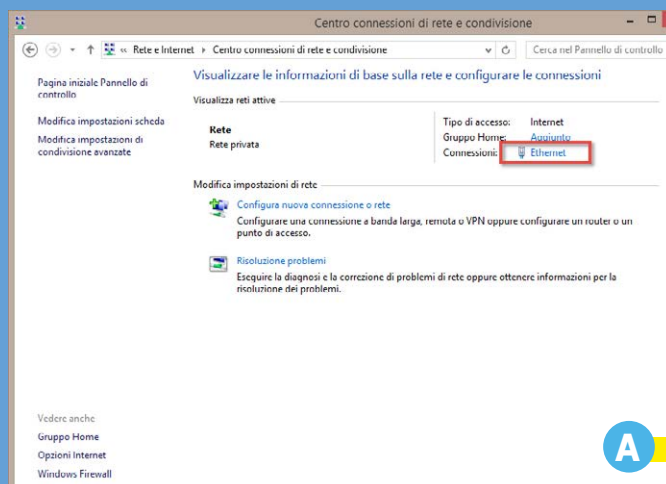 Centro connessioni di rete e condivisione
« Rete e Internet ▸ Centro connessioni di rete e condivisione
Cerca nel Pannello di controllo
Pagina iniziale Pannello di
controllo
Modifica impostazioni scheda
Modifica impostazioni di
condivisione avanzate
Visualizzare le informazioni di base sulla rete e configurare le connessioni
Visualizza reti attive
Rete
Rete privata
Tipo di accesso: Internet
Gruppo Home: Aggiunto
Connessioni: Ethernet
Modifica impostazioni di rete
Configura nuova connessione o rete
Configurare una connessione a banda larga, remota o VPN oppure configurare un router o un
punto di accesso.
Risoluzione problemi
Eseguire la diagnosi e la correzione di problemi di rete oppure ottenere informazioni per la
risoluzione dei problemi.
Vedere anche
Gruppo Home
Opzioni Internet
Windows Firewall
A